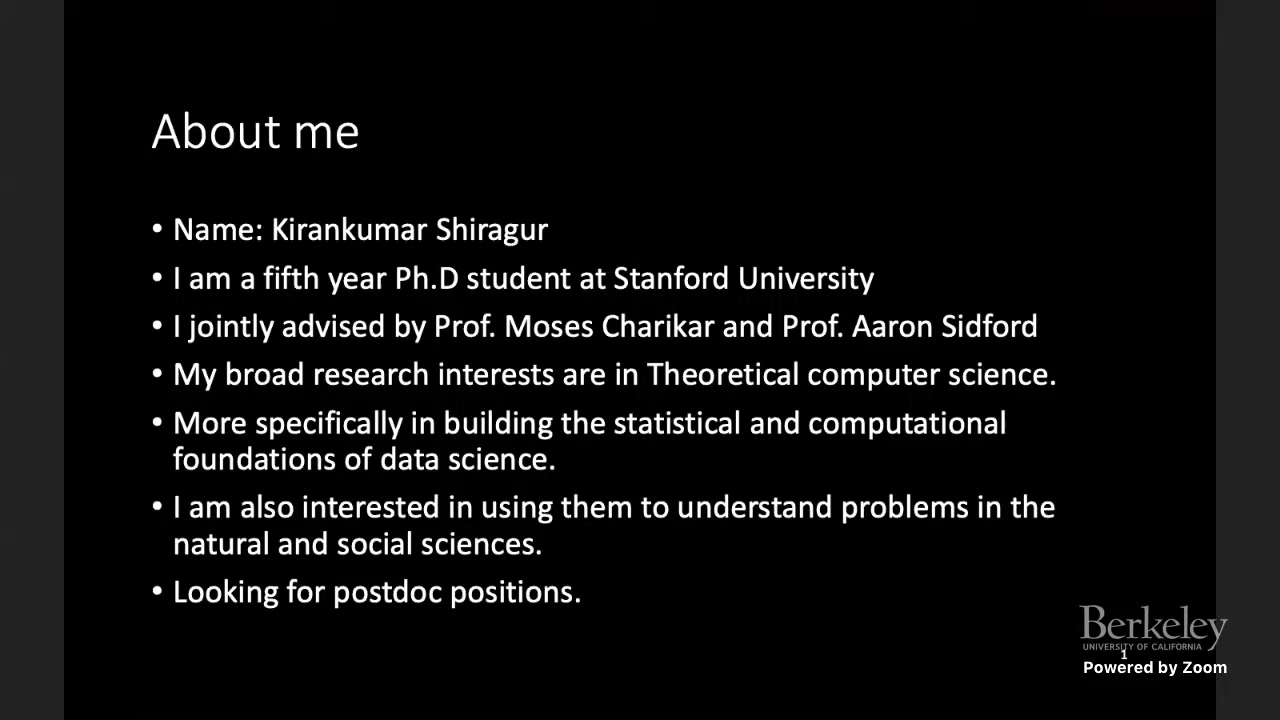 About me
• Name: Kirankumar Shiragur
• I am a fifth year Ph.D student at Stanford University
• I jointly advised by Prof. Moses Charikar and Prof. Aaron Sidford
• My broad research interests are in Theoretical computer science.
• More specifically in building the statistical and computational
foundations of data science.
• I am also interested in using them to understand problems in the
natural and social sciences.
• Looking for postdoc positions.
Berkeley
UNIVERSITY OF CALIFORNIA
1
Powered by Zoom